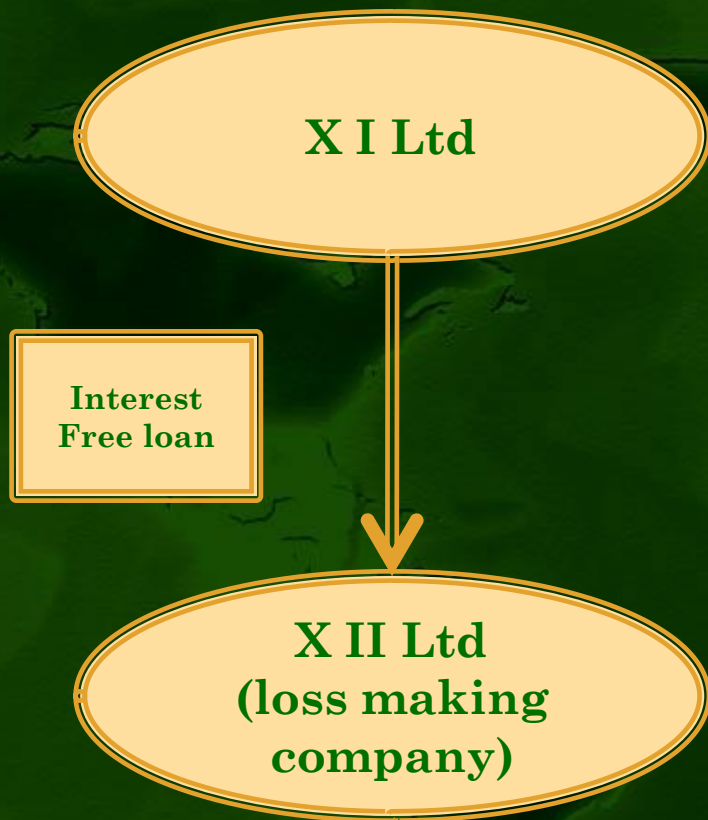 X I Ltd
Interest
Free loan
X II Ltd
(loss making
company)